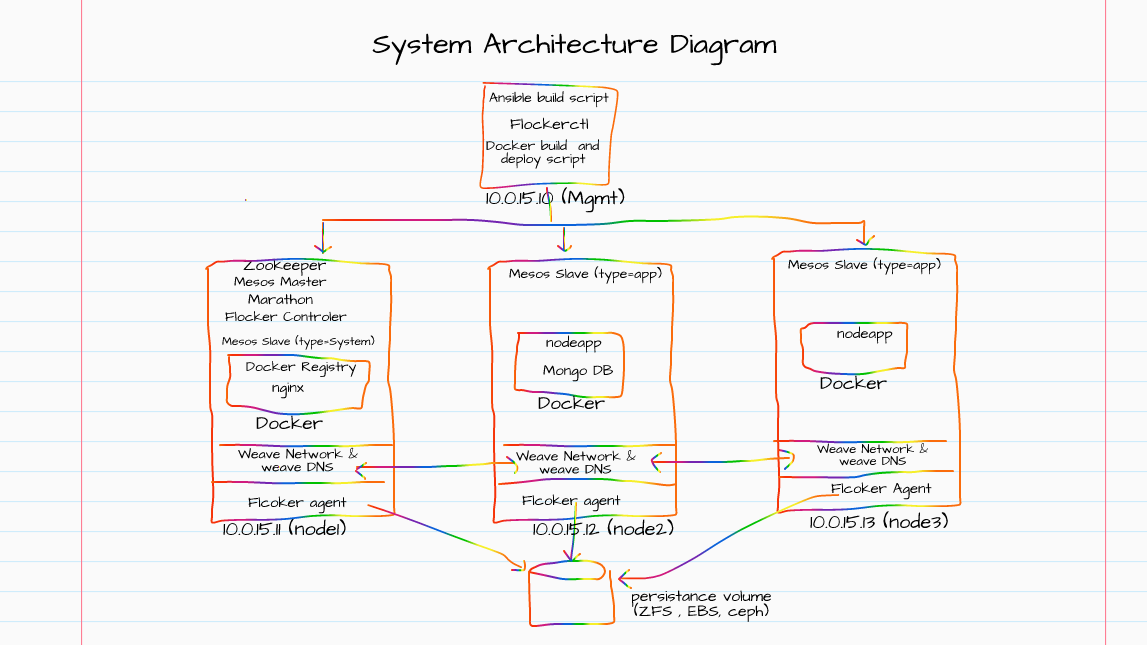 System Architecture Diagram
Ansible build script
Flockerctl
Docker build and
deploy script
10.0.15.10 (Mgmt)
Zookeeper
Mesos Master
Marathon
Flocker Controler
Mesos Slave (type=System)
Docker Registry
nginx
Docker
Weave Network &
weave DNS
Flcoker agent
10.0.15.11 (node1)
Mesos Slave (type=app)
nodeapp
Mongo DB
Docker
Weave Network &
weave DNS
Flcoker agent
10.0.15.12 (node2)
Mesos Slave (type=app)
nodeapp
Docker
Weave Network &
weave DNS
Flcoker Agent
10.0.15.13 (node3)
persistance volume
(ZFS , EBS, ceph)